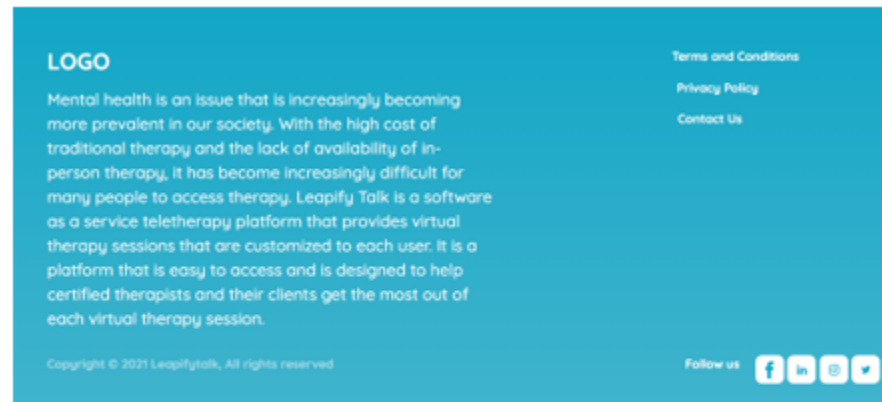 LOGO
Mental health is an issue that is increasingly becoming
more prevalent in our society. With the high cost of
traditional therapy and the lack of availability of in-
person therapy, it has become increasingly difficult for
many people to access therapy. Leapify Talk is a software
as a service teletherapy platform that provides virtual
therapy sessions that are customized to each user. It is a
platform that is easy to access and is designed to help
certified therapists and their clients get the most out of
each virtual therapy session.
Terms and Conditions
Privacy Policy
Contact Us
Copyright © 2021 Leapifytalk, All rights reserved
Follow us